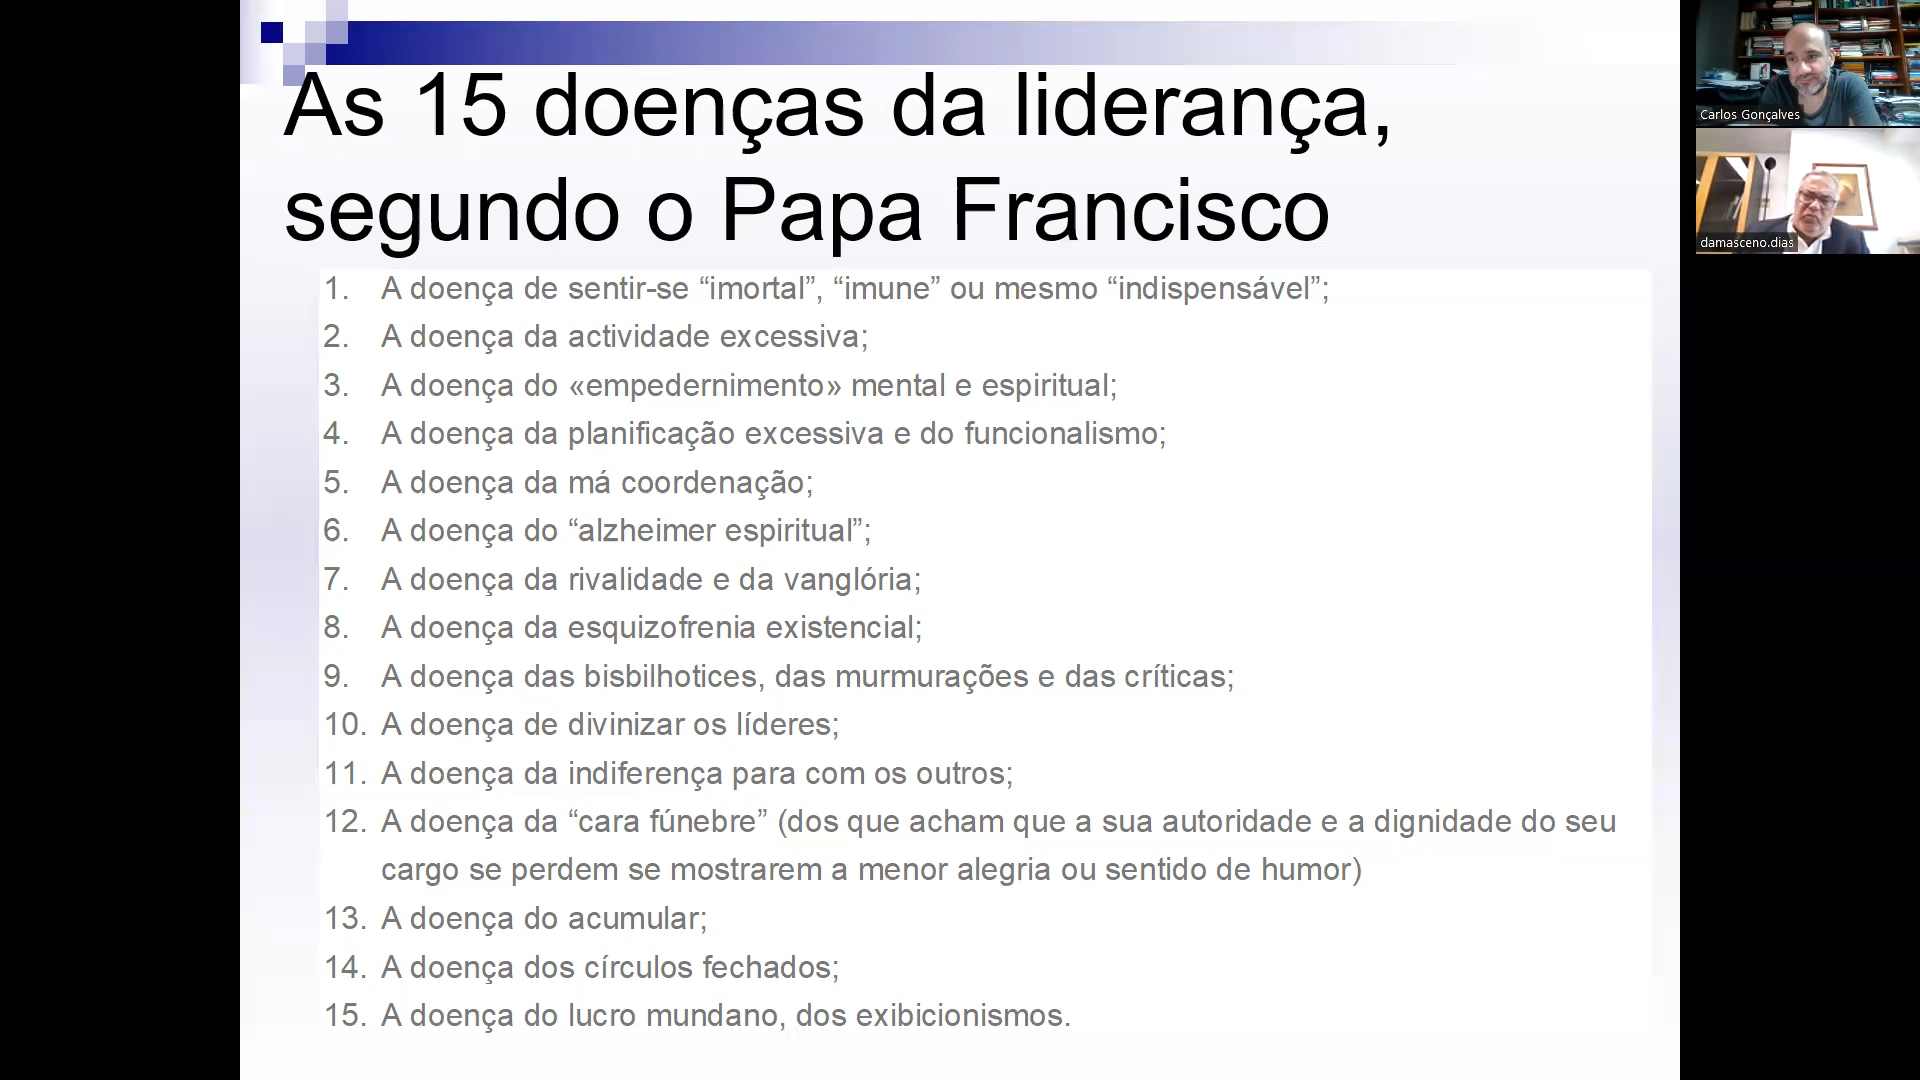 As 15 doenças da liderança,
segundo o Papa Francisco
1. A doença de sentir-se “imortal”, “imune” ou mesmo “indispensável”;
2. A doença da actividade excessiva;
3. A doença do «empedernimento» mental e espiritual;
4. A doença da planificação excessiva e do funcionalismo;
5. A doença da má coordenação;
6. A doença do “alzheimer espiritual”;
7. A doença da rivalidade e da vanglória;
8. A doença da esquizofrenia existencial;
9. A doença das bisbilhotices, das murmurações e das críticas;
10. A doença de divinizar os líderes;
11. A doença da indiferença para com os outros;
12. A doença da “cara fúnebre” (dos que acham que a sua autoridade e a dignidade do seu
cargo se perdem se mostrarem a menor alegria ou sentido de humor)
13. A doença do acumular;
14. A doença dos círculos fechados;
15. A doença do lucro mundano, dos exibicionismos.
Carlos Gonçalves
damasceno.dias